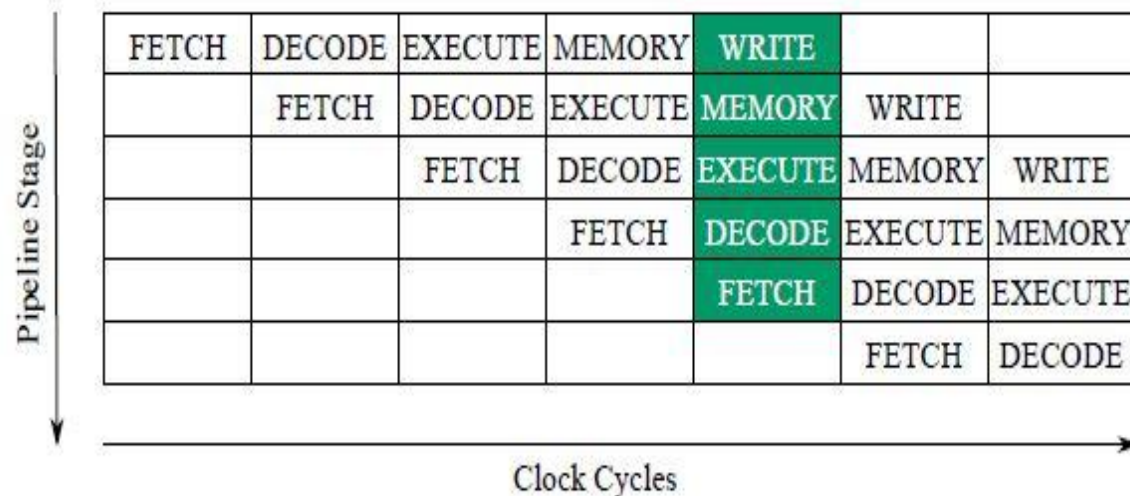 FETCH DECODE EXECUTE MEMORY WRITE
FETCH DECODE EXECUTE MEMORY WRITE
FETCH DECODE EXECUTE MEMORY WRITE
FETCH DECODE EXECUTE MEMORY
FETCH DECODE EXECUTE
FETCH DECODE
Pipeline Stage
Clock Cycles